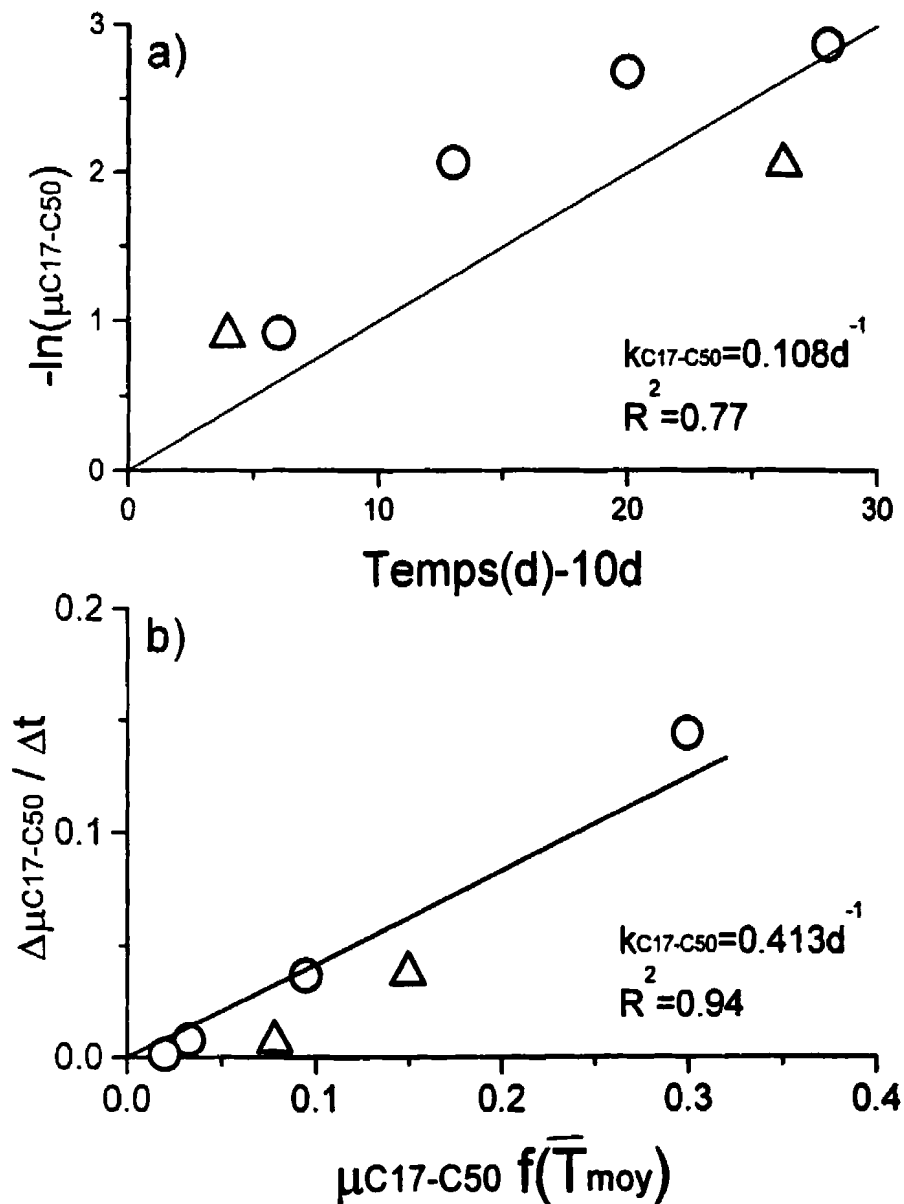 a)
3
2
1
0
-ln(μC17-C50)
kC17-C50=0.108d⁻¹
R²=0.77
0 10 20 30
Temps(d)-10d
b)
0.2
0.1
0.0
ΔμC17-C50 / Δt
kC17-C50=0.413d⁻¹
R²=0.94
0.0 0.1 0.2 0.3 0.4
μC17-C50 f(T̅moy)